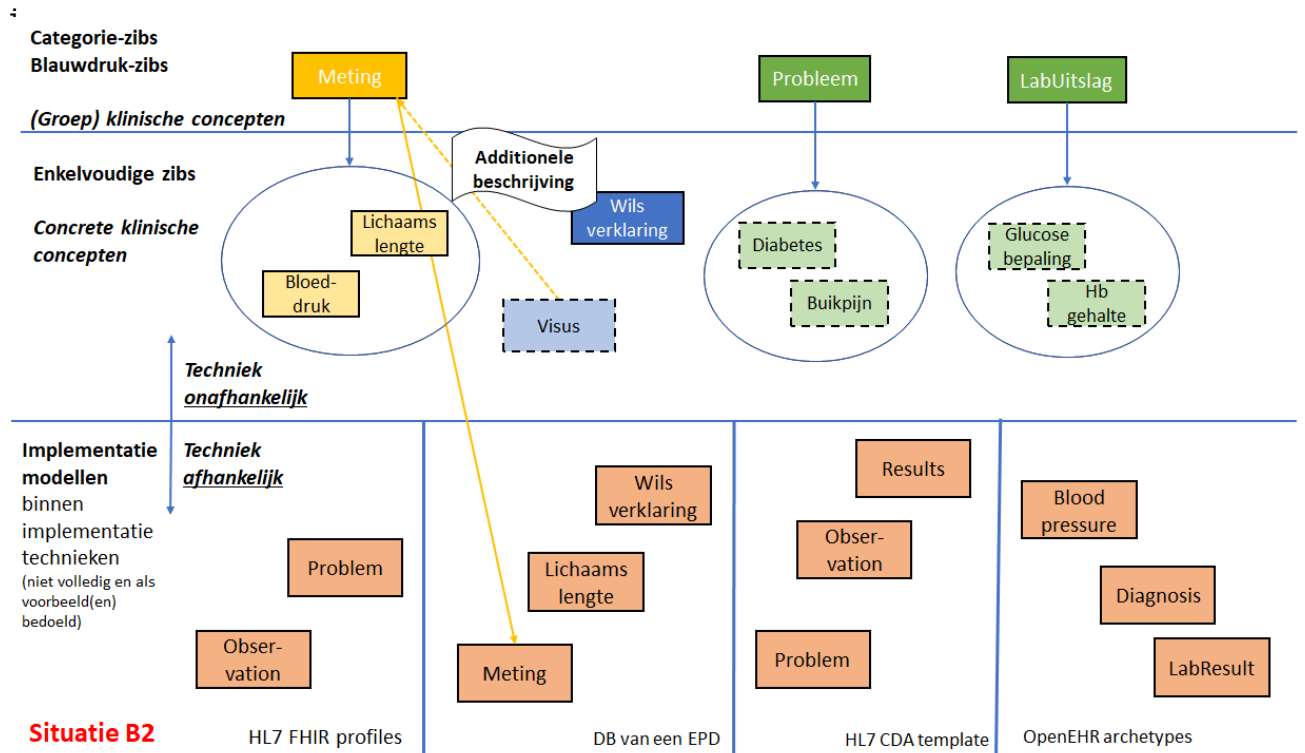 Categorie-zibs
Blauwdruk-zibs
(Groep) klinische concepten
Meting
Probleem
LabUitslag
Enkelvoudige zibs
Concrete klinische
concepten
Additionele
beschrijving
Wils
verklaring
Lichaams
lengte
Bloed-
druk
Visus
Diabetes
Buikpijn
Glucose
bepaling
Hb
gehalte
Techniek
onafhankelijk
Techniek
afhankelijk
Implementatie
modellen
binnen
implementatie
technieken
(niet volledig en als
voorbeeld(en)
bedoeld)
Problem
Obser-
vation
Wils
verklaring
Lichaams
lengte
Meting
Results
Obser-
vation
Problem
Blood
pressure
Diagnosis
LabResult
Situatie B2
HL7 FHIR profiles
DB van een EPD
HL7 CDA template
OpenEHR archetypes